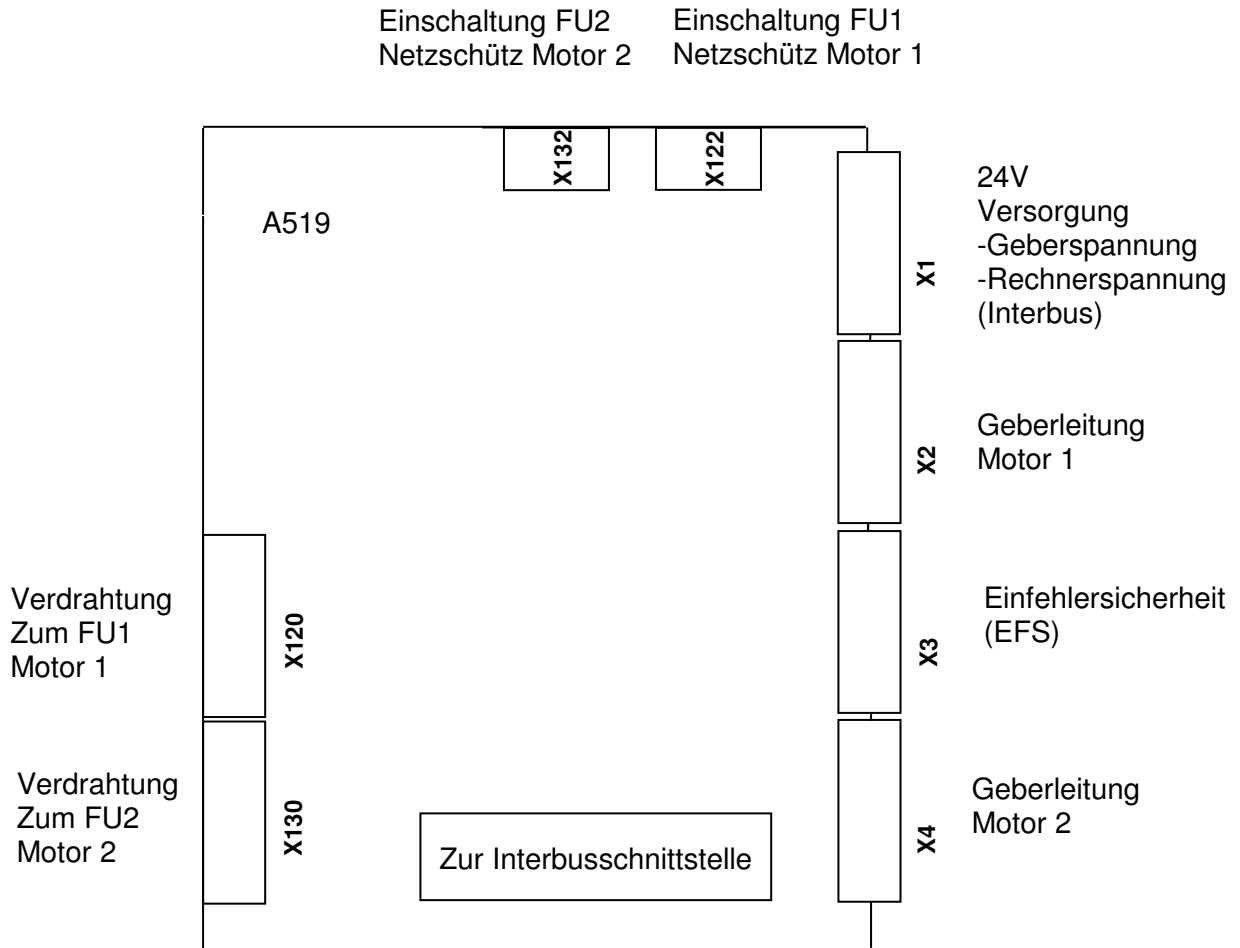 Einschaltung FU2
Netzschütz Motor 2
Einschaltung FU1
Netzschütz Motor 1
X132
X122
A519
24V
Versorgung
-Geberspannung
-Rechnerspannung
(Interbus)
X1
Geberleitung
Motor 1
X2
Verdrahtung
Zum FU1
Motor 1
X120
Einfehlersicherheit
(EFS)
X3
Verdrahtung
Zum FU2
Motor 2
X130
Zur Interbusschnittstelle
Geberleitung
Motor 2
X4